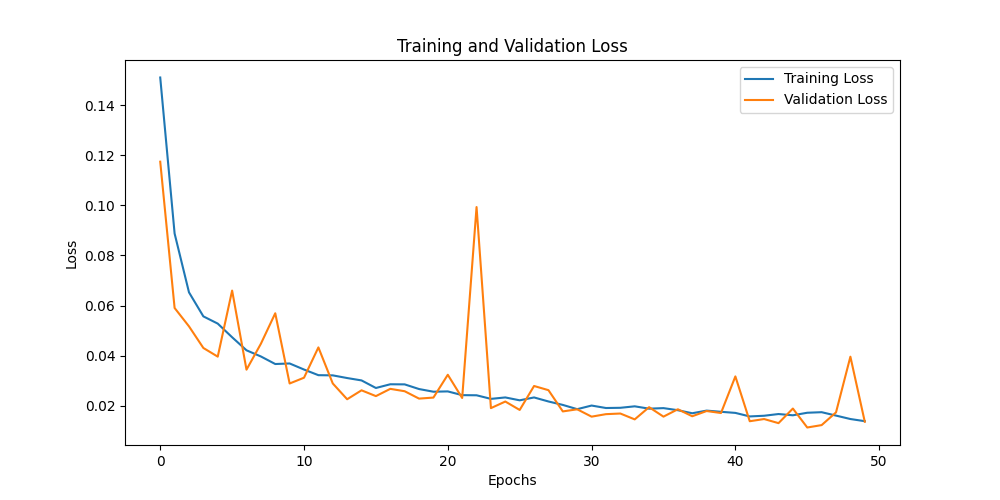 Training and Validation Loss
Training Loss
Validation Loss
0.14
0.12
0.10
0.08
0.06
0.04
0.02
Loss
0 10 20 30 40 50
Epochs